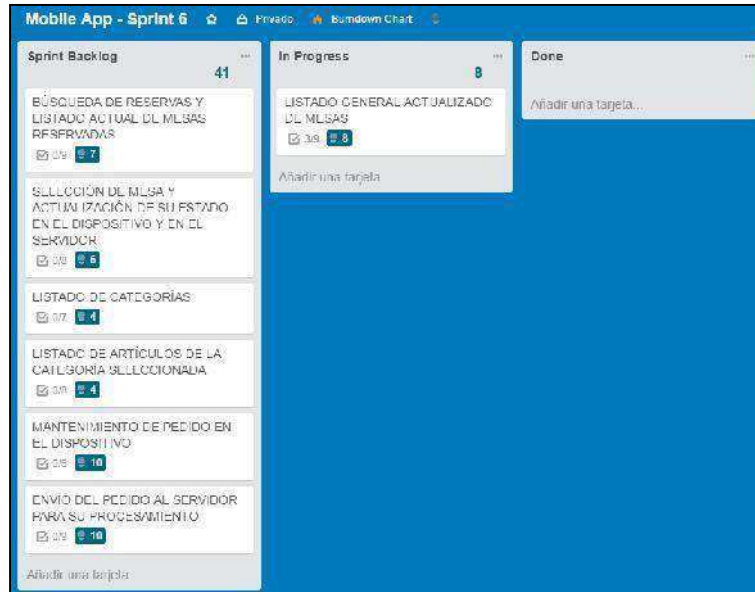 Mobile App - Sprint 6 Privado Burndown Chart
Sprint Backlog
41
BÚSQUEDA DE RESERVAS Y
LISTADO ACTUAL DE MESAS
RESERVADAS
7
SELECCIÓN DE MESA Y
ACTUALIZACIÓN DE SU ESTADO
EN EL DISPOSITIVO Y EN EL
SERVIDOR
6
LISTADO DE CATEGORÍAS
0/7 4
LISTADO DE ARTÍCULOS DE LA
CATEGORÍA SELECCIONADA
4
MANTENIMIENTO DE PEDIDO EN
EL DISPOSITIVO
10
ENVÍO DEL PEDIDO AL SERVIDOR
PARA SU PROCESAMIENTO
10
Añadir una tarjeta
In Progress
8
LISTADO GENERAL ACTUALIZADO
DE MESAS
3/9 8
Añadir una tarjeta
Done
Añadir una tarjeta...